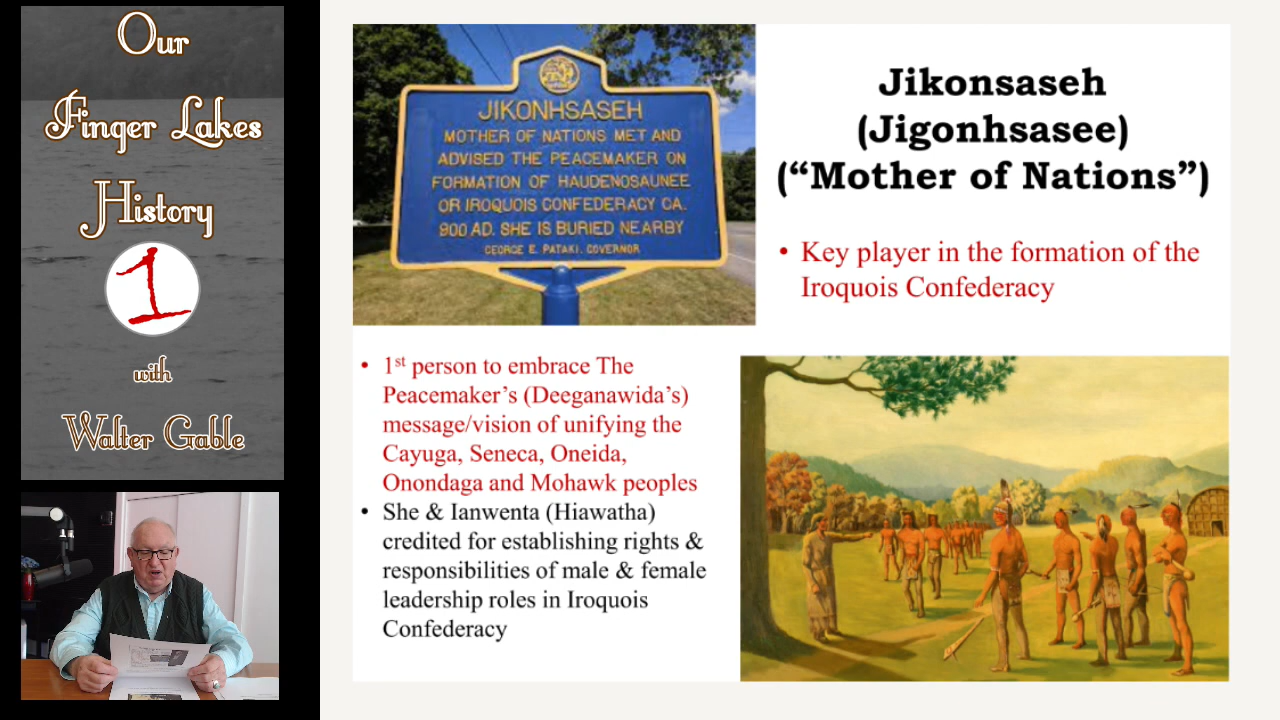 Our
Finger Lakes
History
1
with
Walter Gable
JIKONHSASEH
MOTHER OF NATIONS MET AND
ADVISED THE PEACEMAKER ON
FORMATION OF HAUDENOSAUNEE
OR IROQUOIS CONFEDERACY CA.
900 AD. SHE IS BURIED NEARBY
GEORGE E. PATAKI, GOVERNOR
Jikonsaseh
(Jigonhsasee)
(“Mother of Nations”)
• Key player in the formation of the
Iroquois Confederacy
• 1st person to embrace The
Peacemaker’s (Deeganawida’s)
message/vision of unifying the
Cayuga, Seneca, Oneida,
Onondaga and Mohawk peoples
• She & Ianwenta (Hiawatha)
credited for establishing rights &
responsibilities of male & female
leadership roles in Iroquois
Confederacy